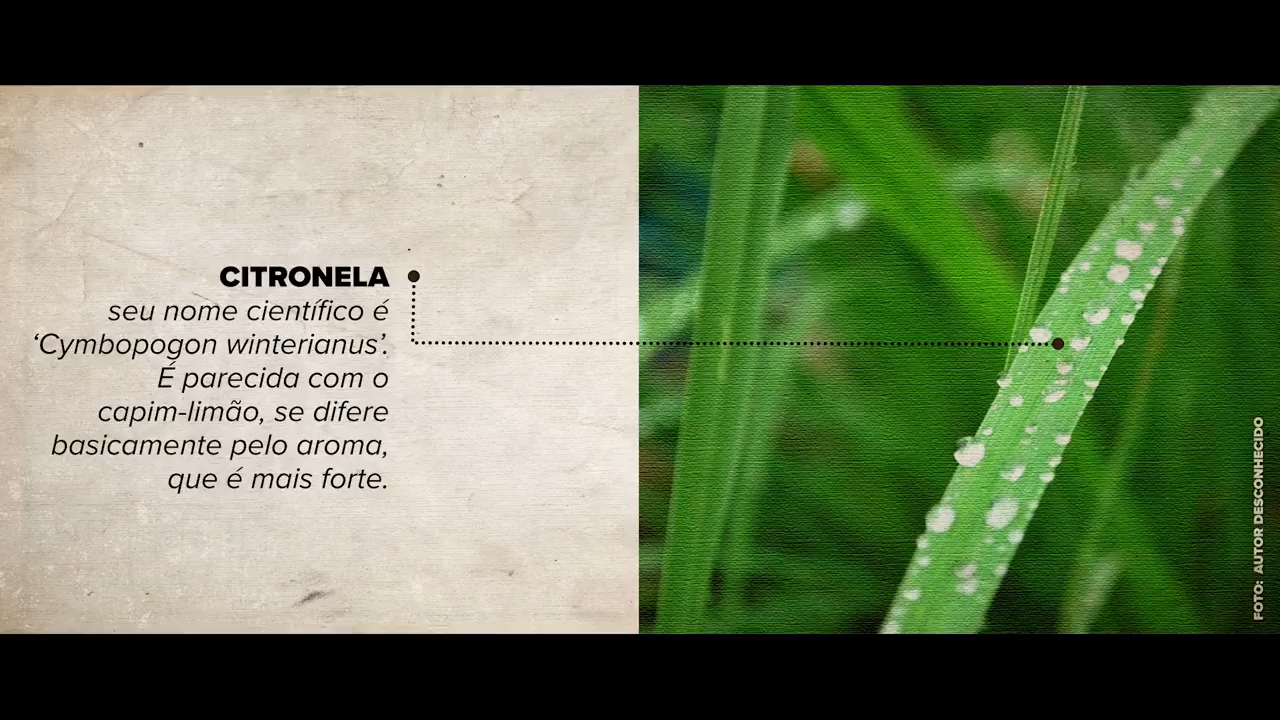 CITRONELA
seu nome científico é
‘Cymbopogon winterianus’.
É parecida com o
capim-limão, se difere
basicamente pelo aroma,
que é mais forte.
FOTO: AUTOR DESCONHECIDO